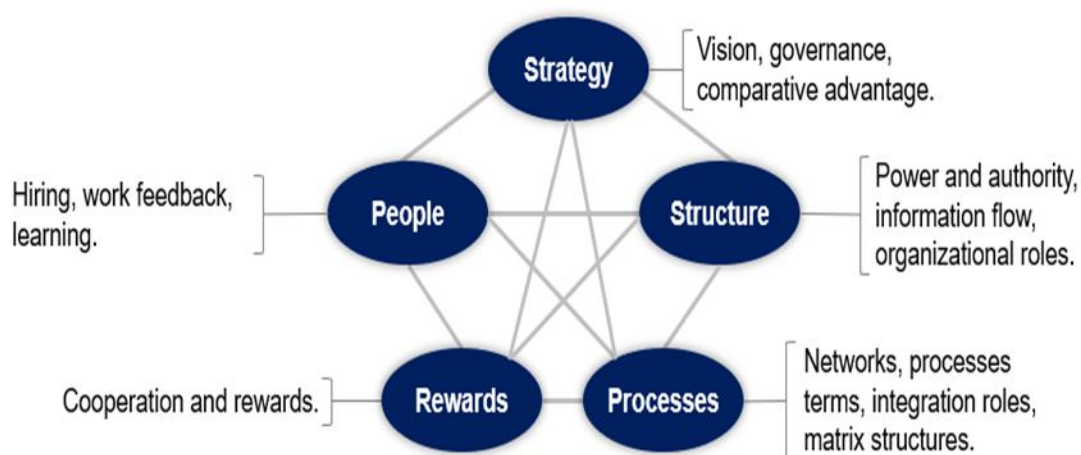 Strategy
Vision, governance,
comparative advantage.
Hiring, work feedback,
learning.
People
Structure
Power and authority,
information flow,
organizational roles.
Cooperation and rewards.
Rewards
Processes
Networks, processes
terms, integration roles,
matrix structures.